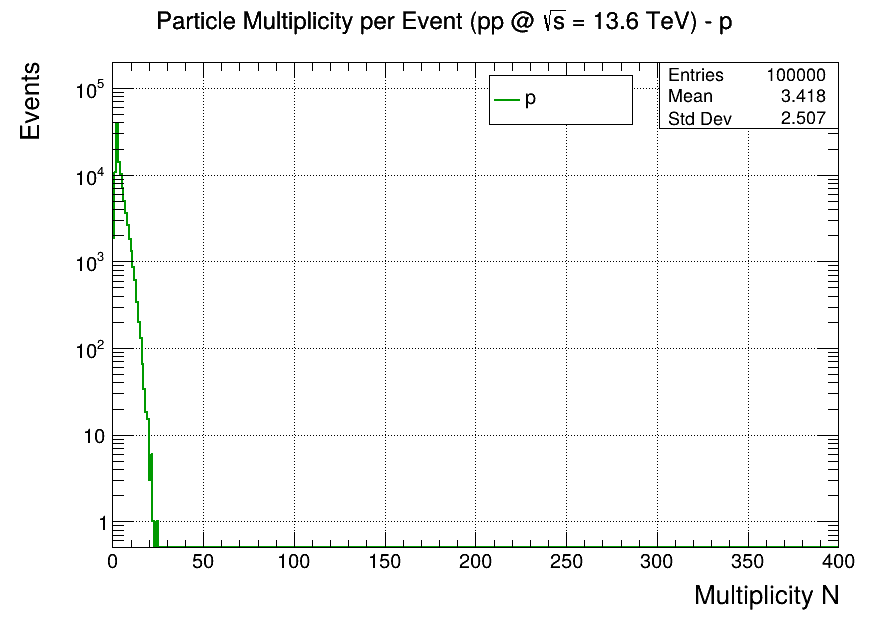 Particle Multiplicity per Event (pp @ √s = 13.6 TeV) - p
Events
p
Entries 100000
Mean 3.418
Std Dev 2.507
10⁵
10⁴
10³
10²
10
1
0 50 100 150 200 250 300 350 400
Multiplicity N